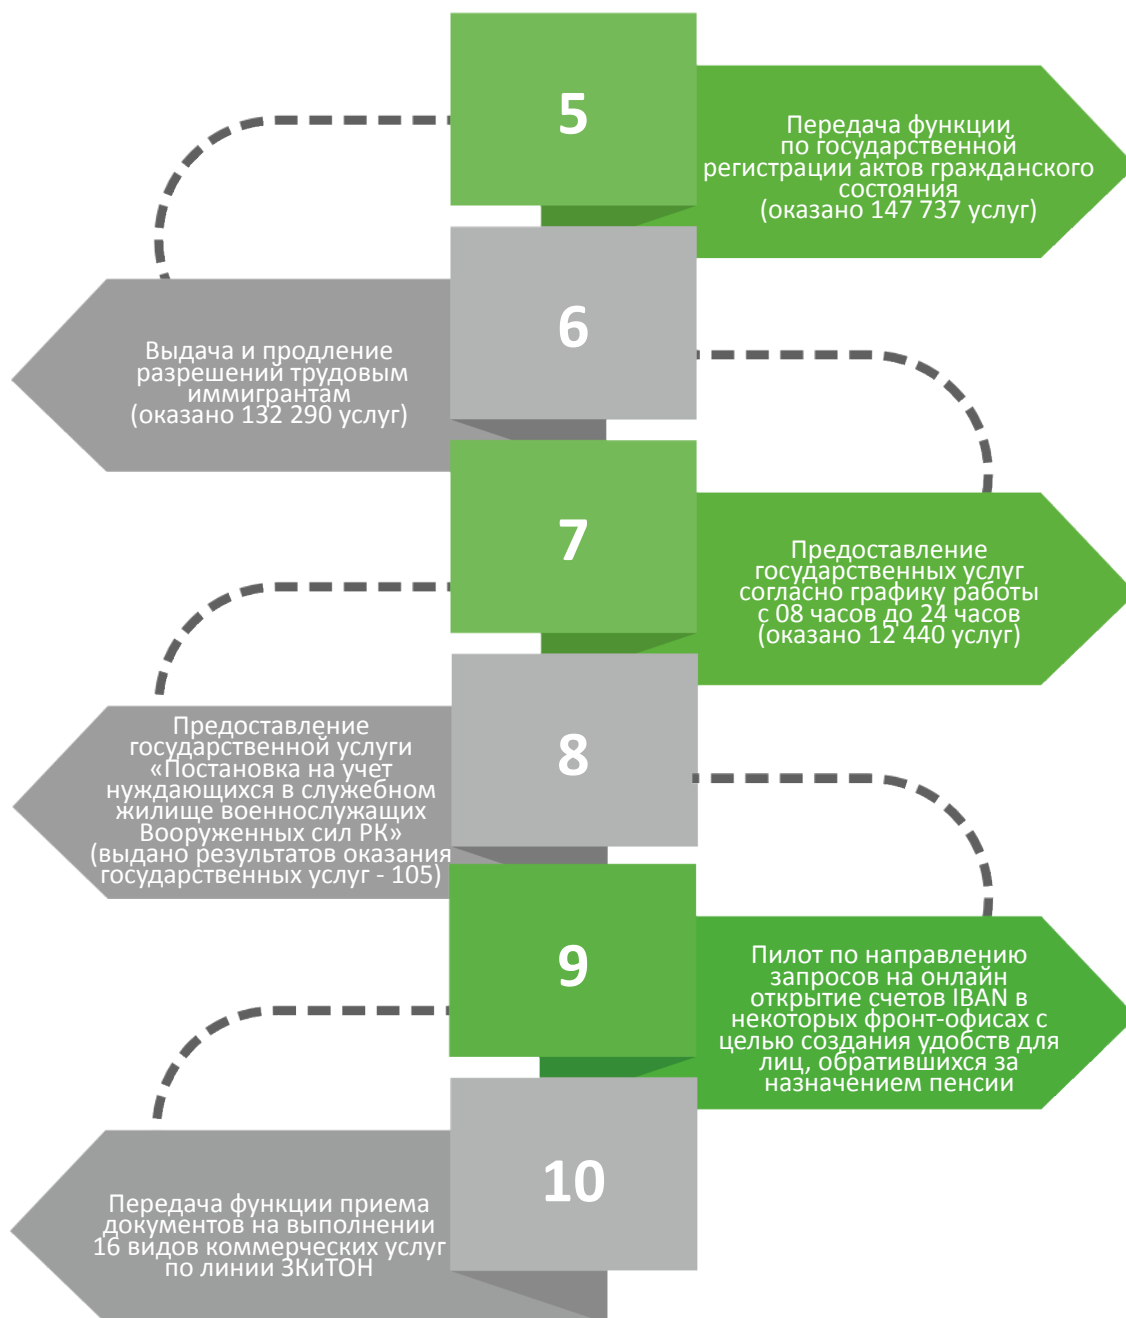 5
Передача функции
по государственной
регистрации актов гражданского
состояния
(оказано 147 737 услуг)
6
Выдача и продление
разрешений трудовым
иммигрантам
(оказано 132 290 услуг)
7
Предоставление
государственных услуг
согласно графику работы
с 08 часов до 24 часов
(оказано 12 440 услуг)
8
Предоставление
государственной услуги
«Постановка на учет
нуждающихся в служебном
жилище военнослужащих
Вооруженных сил РК»
(выдано результатов оказания
государственных услуг - 105)
9
Пилот по направлению
запросов на онлайн
открытие счетов IBAN в
некоторых фронт-офисах с
целью создания удобств для
лиц, обратившихся за
назначением пенсии
10
Передача функции приема
документов на выполнении
16 видов коммерческих услуг
по линии ЗКиТОН